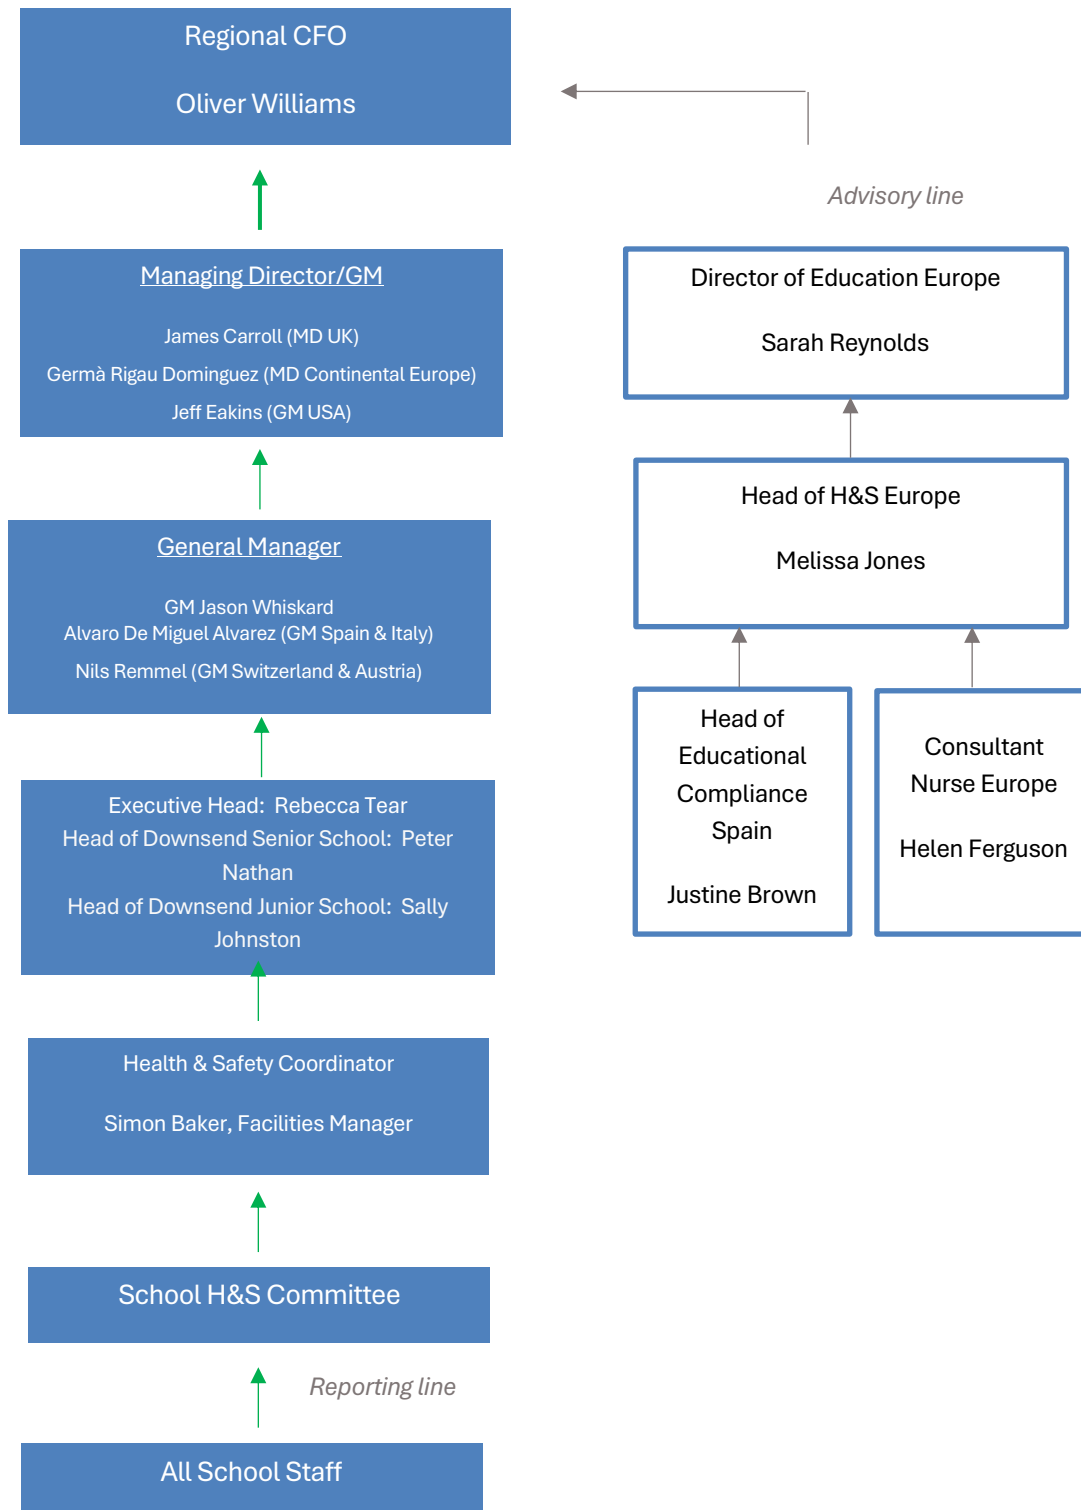 Regional CFO
Oliver Williams
Advisory line
Managing Director/GM
James Carroll (MD UK)
Germà Rigau Dominguez (MD Continental Europe)
Jeff Eakins (GM USA)
Director of Education Europe
Sarah Reynolds
General Manager
GM Jason Whiskard
Alvaro De Miguel Alvarez (GM Spain & Italy)
Nils Remmel (GM Switzerland & Austria)
Head of H&S Europe
Melissa Jones
Executive Head:  Rebecca Tear
Head of Downsend Senior School:  Peter
Nathan
Head of Downsend Junior School:  Sally
Johnston
Head of
Educational
Compliance
Spain
Justine Brown
Consultant
Nurse Europe
Helen Ferguson
Health & Safety Coordinator
Simon Baker, Facilities Manager
School H&S Committee
Reporting line
All School Staff